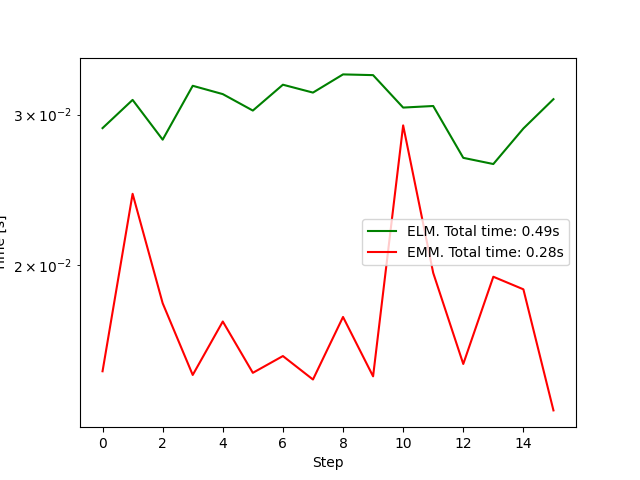 3 × 10⁻²
2 × 10⁻²
ELM. Total time: 0.49s
EMM. Total time: 0.28s
0 2 4 6 8 10 12 14
Step